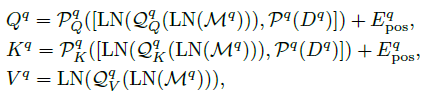 $Q^q = \mathcal{P}_Q^q([\mathrm{LN}(\mathcal{Q}_Q^q(\mathrm{LN}(\mathcal{M}^q))), \mathcal{P}^q(D^q)]) + E_{\mathrm{pos}}^q,$
$K^q = \mathcal{P}_K^q([\mathrm{LN}(\mathcal{Q}_K^q(\mathrm{LN}(\mathcal{M}^q))), \mathcal{P}^q(D^q)]) + E_{\mathrm{pos}}^q,$
$V^q = \mathrm{LN}(\mathcal{Q}_V^q(\mathrm{LN}(\mathcal{M}^q))),$